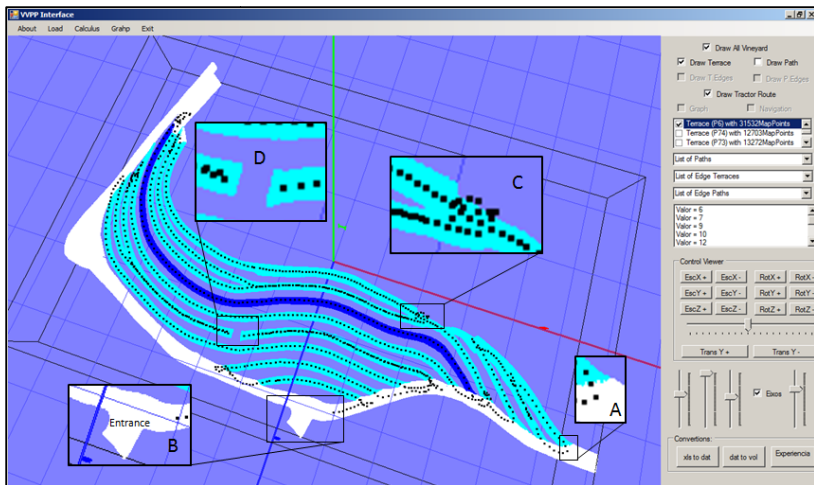 VVPP Interface
About Load Calculus Grahp Exit
Draw All Vineyard
Draw Terrace Draw Path
Draw T.Edges Draw P.Edges
Draw Tractor Route
Graph Navigation
Terrace (P6) with 31532MapPoints
Terrace (P74) with 12703MapPoints
Terrace (P73) with 13272MapPoints
List of Paths
List of Edge Terraces
List of Edge Paths
Valor = 6
Valor = 7
Valor = 9
Valor = 10
Valor = 12
Control Viewer
EscX + EscX - RotX + RotX -
EscY + EscY - RotY + RotY -
EscZ + EscZ - RotZ + RotZ -
Trans Y + Trans Y -
Eixos
Convertions:
xls to dat dat to vol Experiencia
D
C
A
Entrance
B